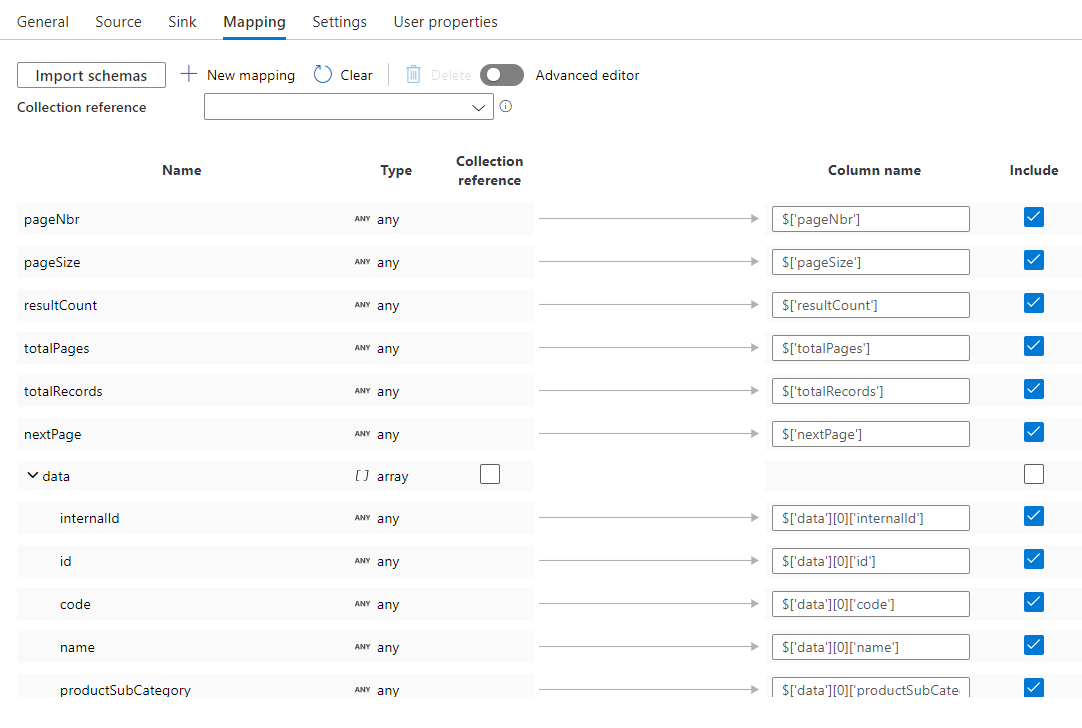 General Source Sink Mapping Settings User properties
Import schemas New mapping Clear Delete Advanced editor
Collection reference
Name Type Collection reference Column name Include
pageNbr ANY any $['pageNbr']
pageSize ANY any $['pageSize']
resultCount ANY any $['resultCount']
totalPages ANY any $['totalPages']
totalRecords ANY any $['totalRecords']
nextPage ANY any $['nextPage']
data [ ] array
internalId ANY any $['data'][0]['internalId']
id ANY any $['data'][0]['id']
code ANY any $['data'][0]['code']
name ANY any $['data'][0]['name']
productSubCategory ANY any $['data'][0]['productSubCate